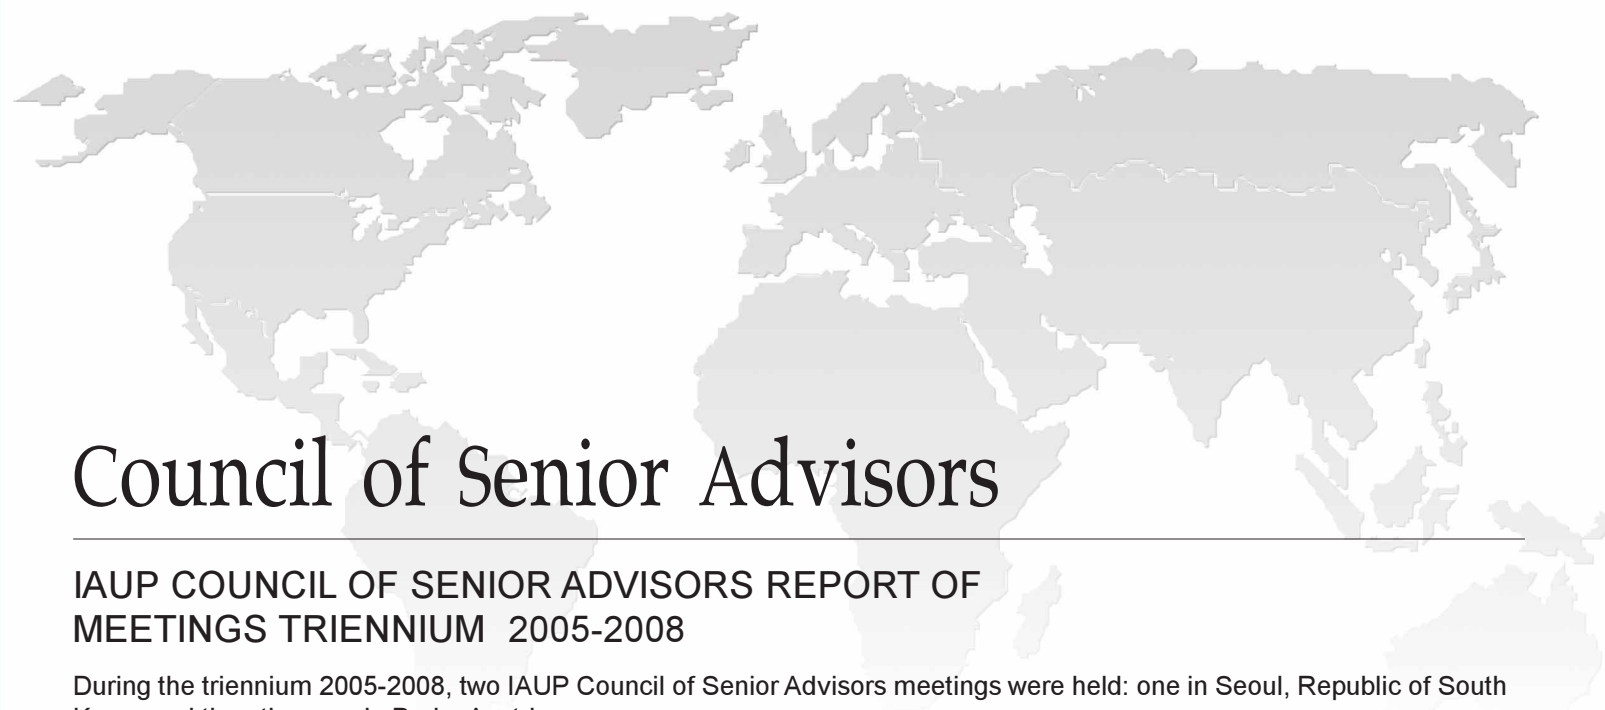 Council of Senior Advisors
IAUP COUNCIL OF SENIOR ADVISORS REPORT OF
MEETINGS TRIENNIUM 2005-2008
During the triennium 2005-2008, two IAUP Council of Senior Advisors meetings were held: one in Seoul, Republic of South